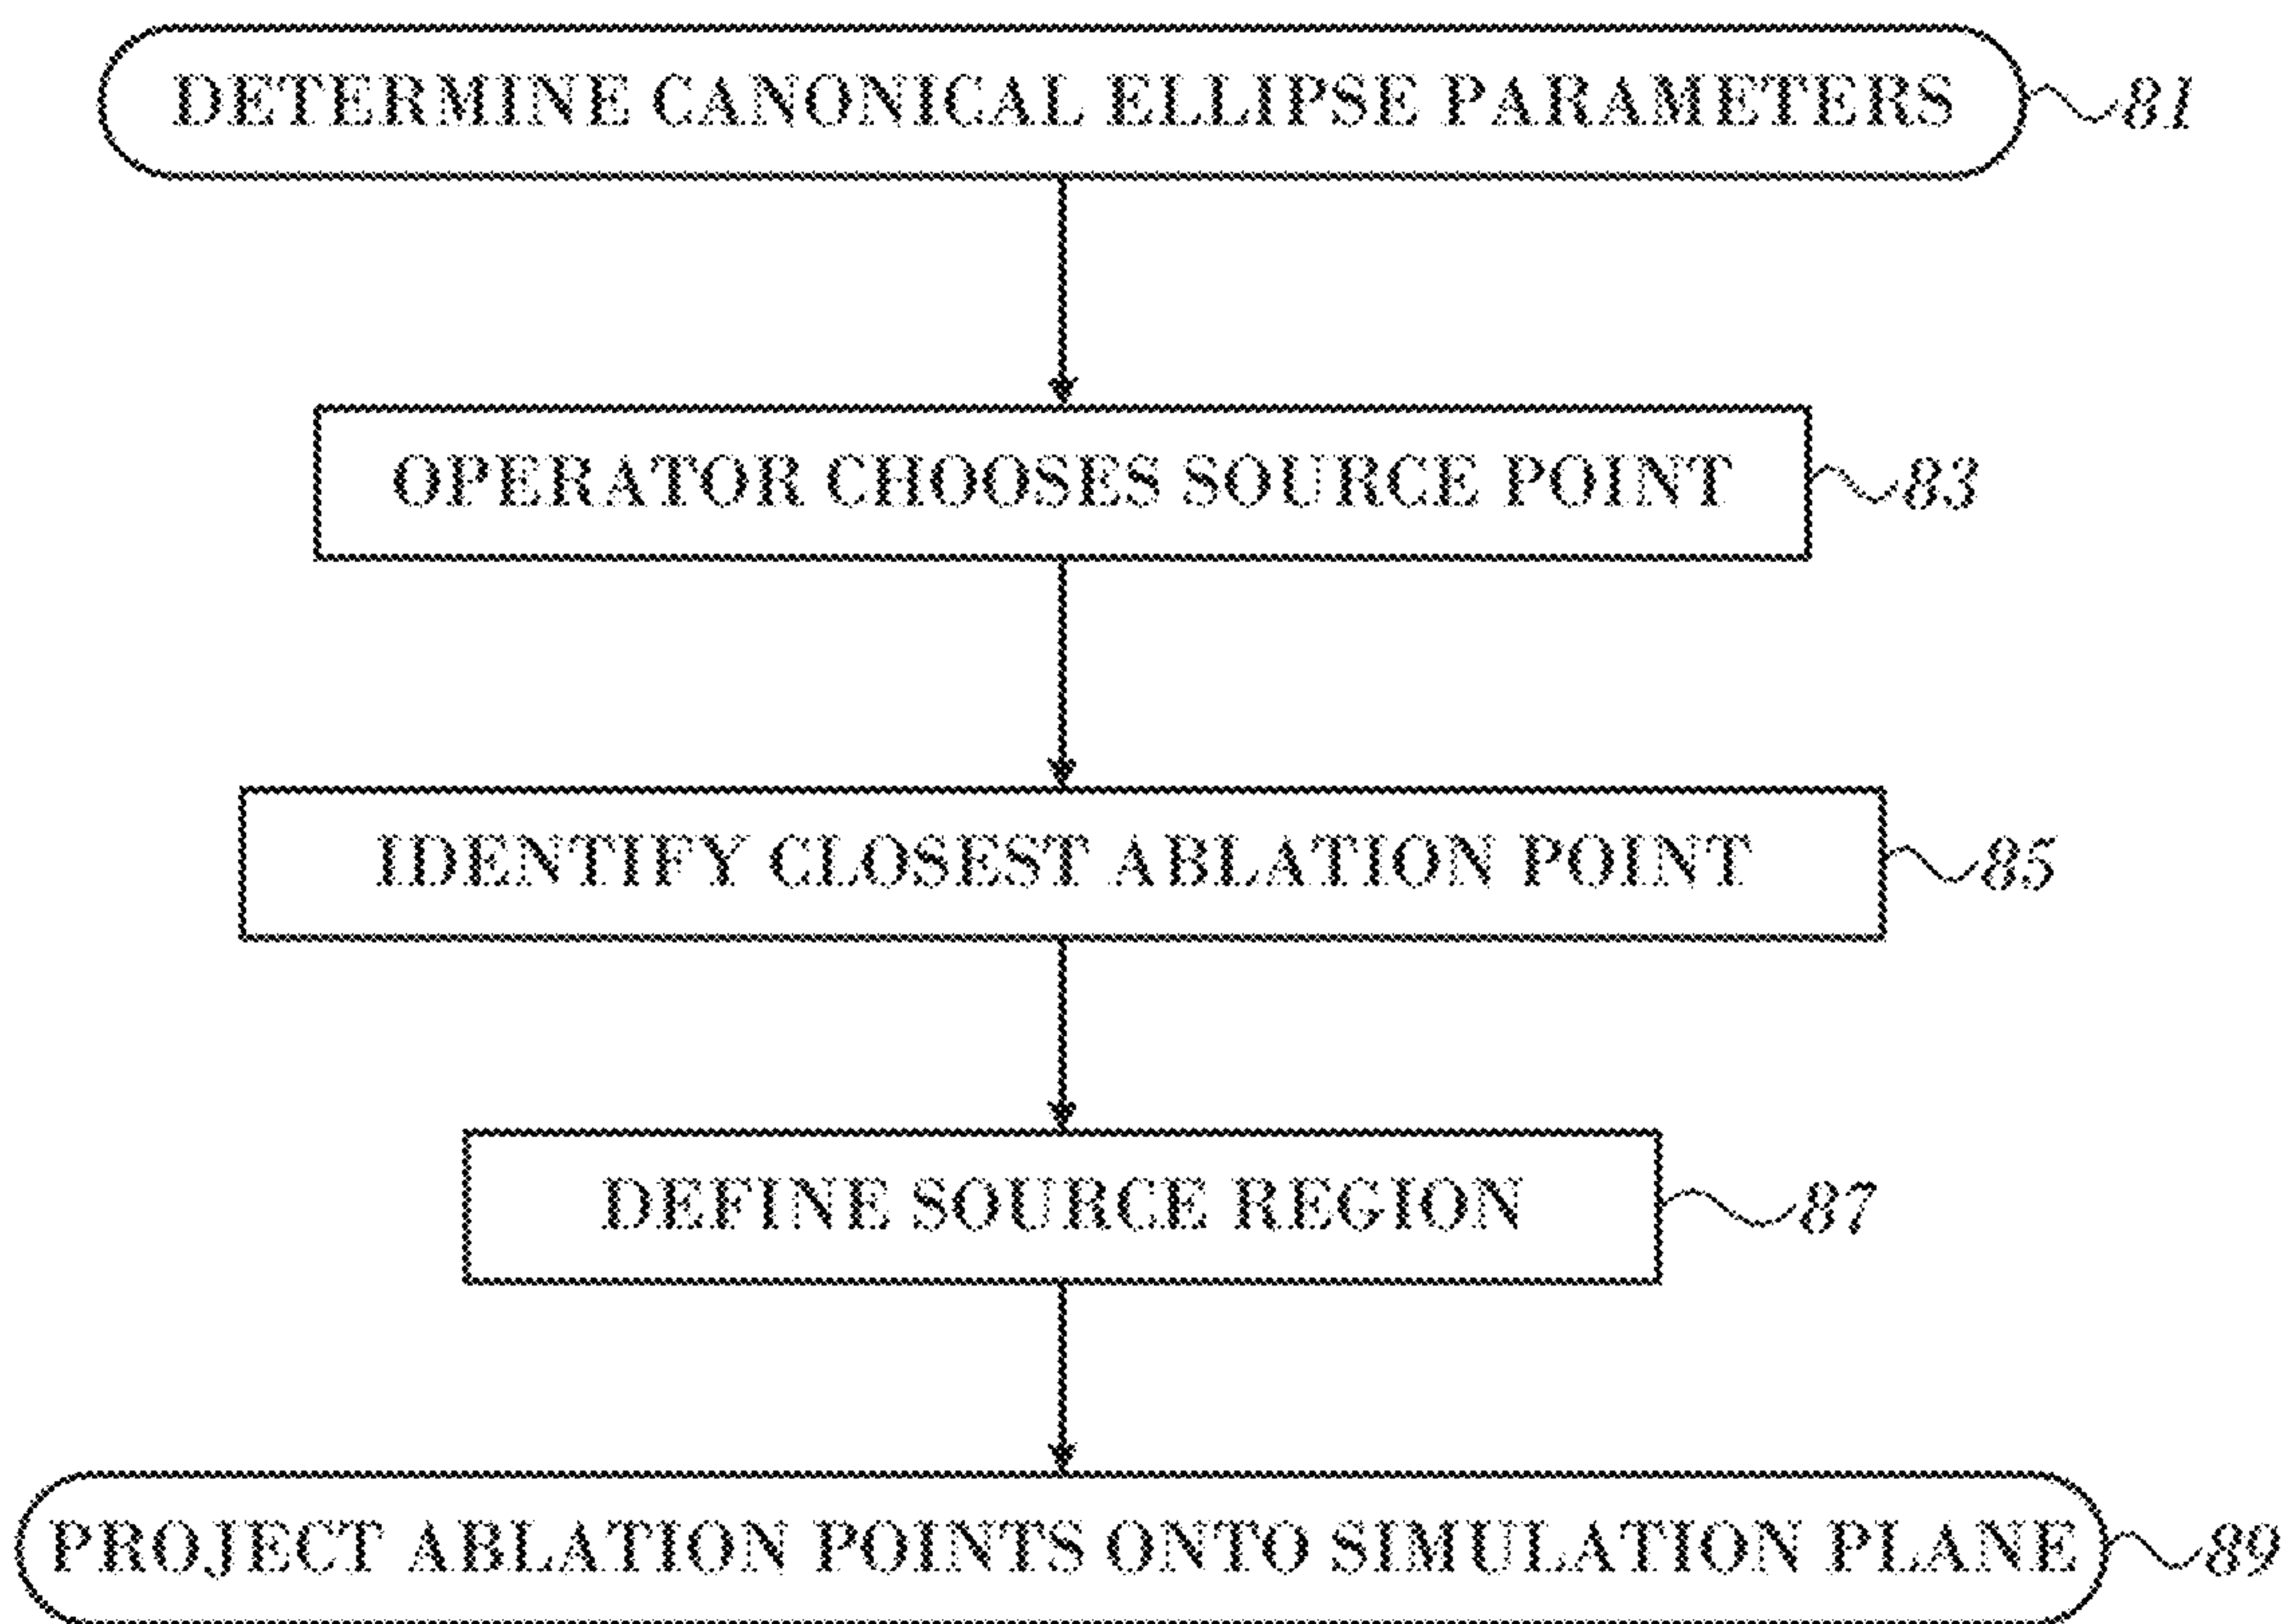 DETERMINE CANONICAL ELLIPSE PARAMETERS 81
OPERATOR CHOOSES SOURCE POINT 83
IDENTIFY CLOSEST ABLATION POINT 85
DEFINE SOURCE REGION 87
PROJECT ABLATION POINTS ONTO SIMULATION PLANE 89